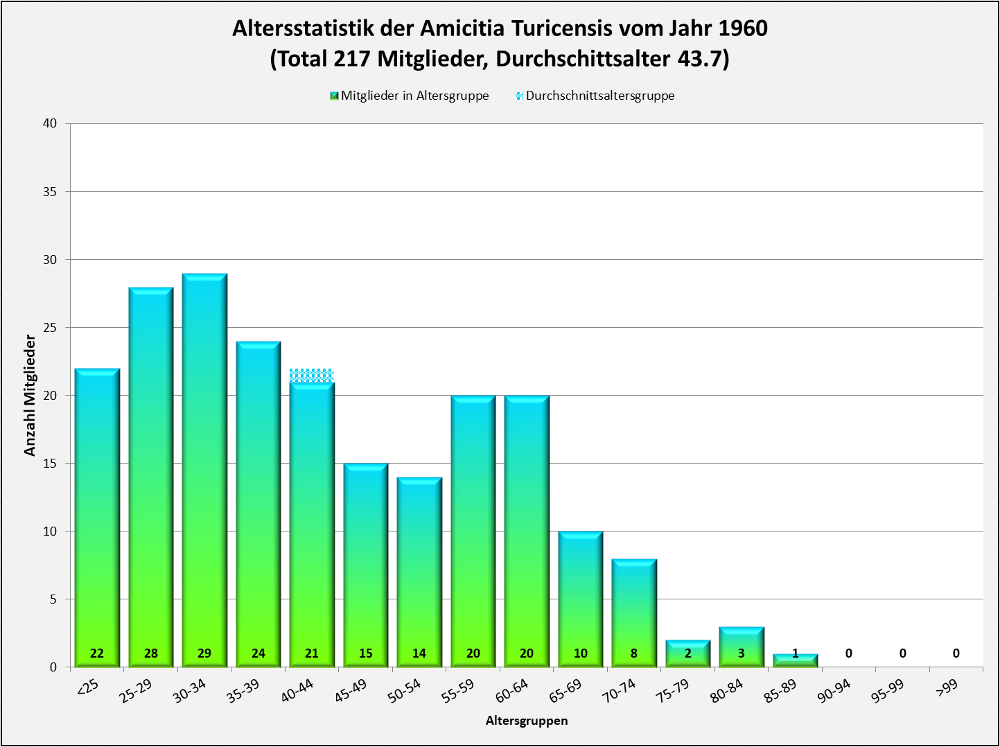 Altersstatistik der Amicitia Turicensis vom Jahr 1960
(Total 217 Mitglieder, Durchschittsalter 43.7)
Mitglieder in Altersgruppe Durchschnittsaltersgruppe
40
35
30
25
20
15
10
5
0
Anzahl Mitglieder
22 28 29 24 21 15 14 20 20 10 8 2 3 1 0 0 0
<25 25-29 30-34 35-39 40-44 45-49 50-54 55-59 60-64 65-69 70-74 75-79 80-84 85-89 90-94 95-99 >99
Altersgruppen